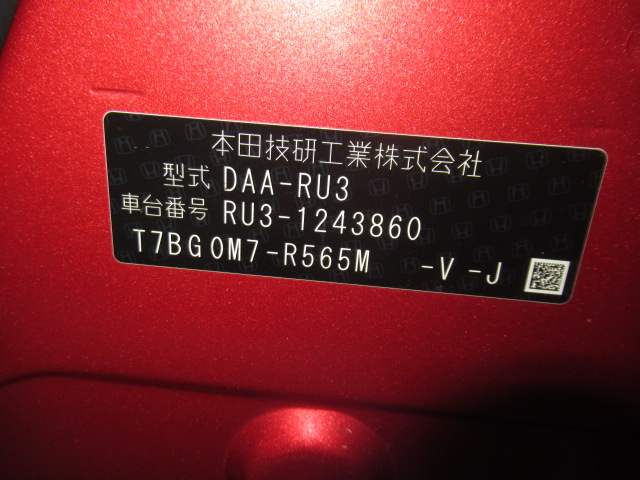 本田技研工業株式会社
型式 DAA-RU3
車台番号 RU3-1243860
T7BG0M7-R565M -V -J